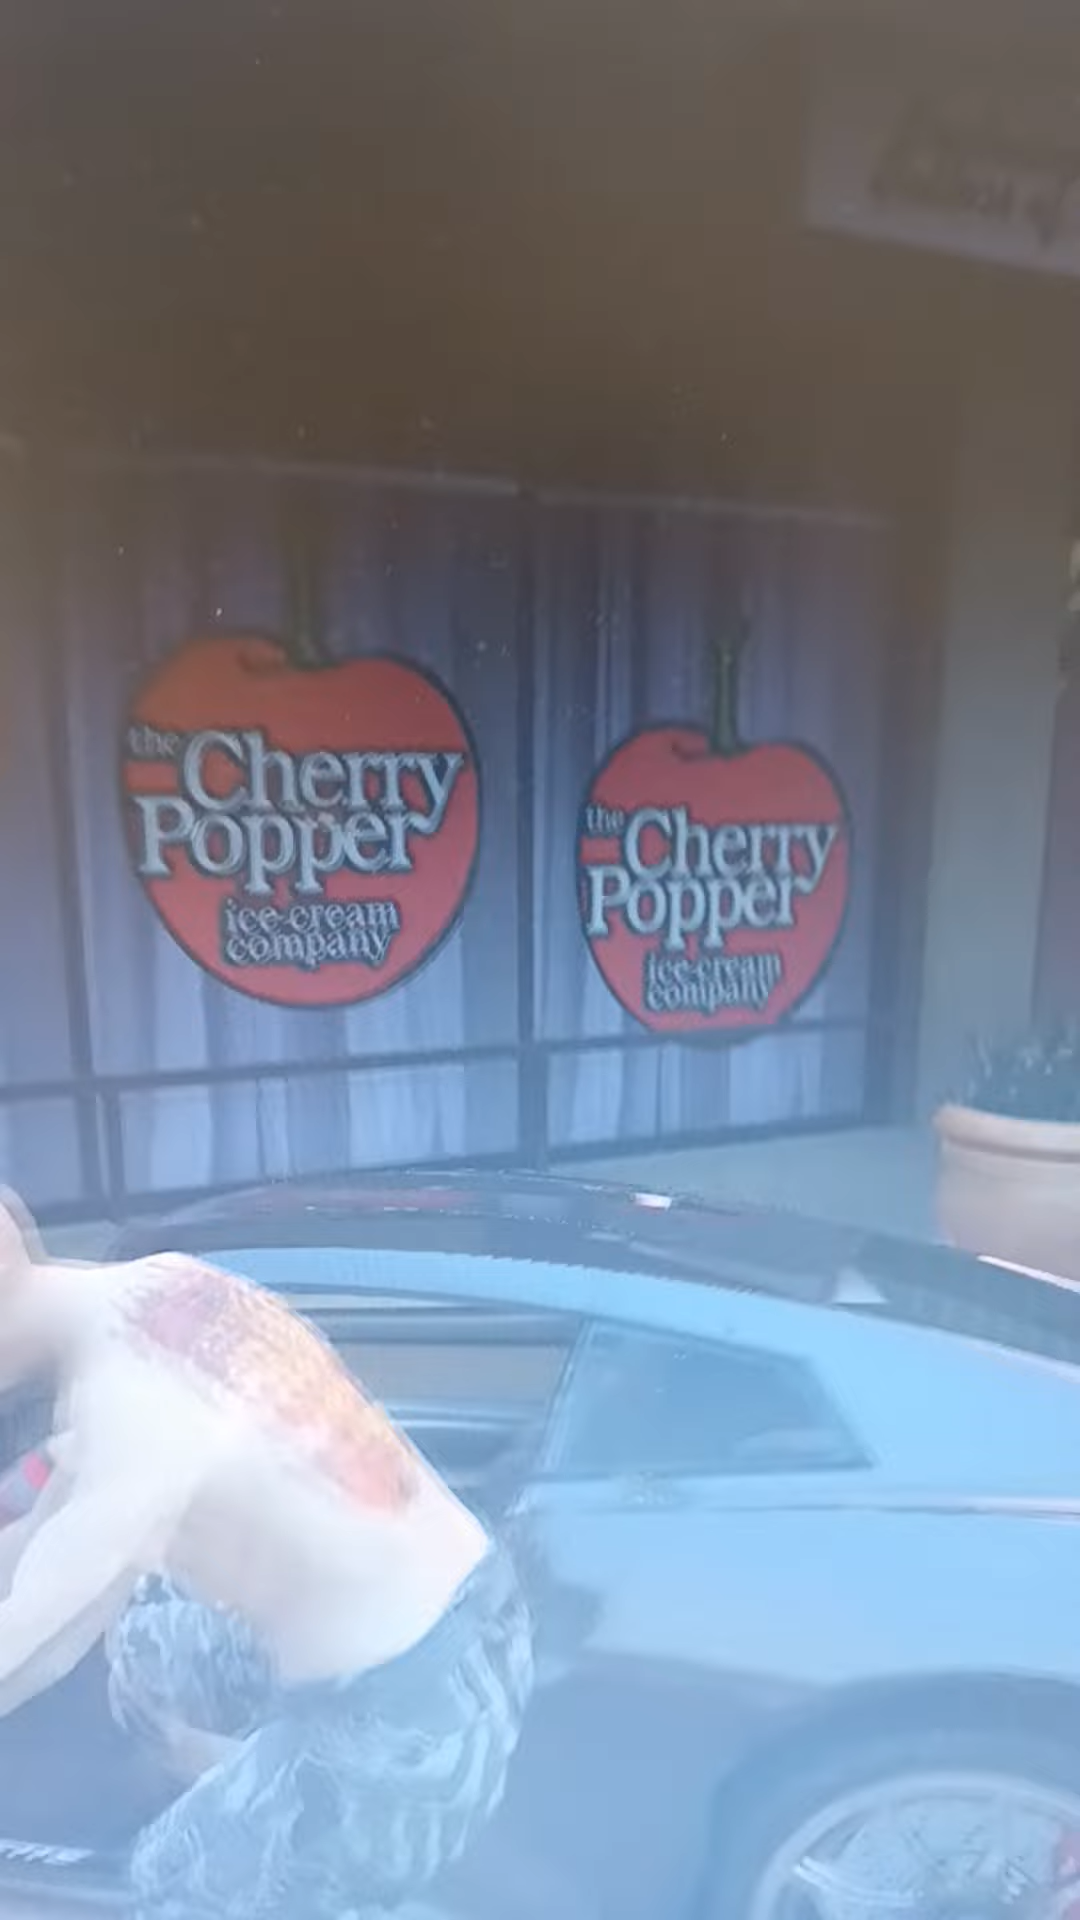 the Cherry
Popper
ice-cream
company
the Cherry
Popper
ice-cream
company